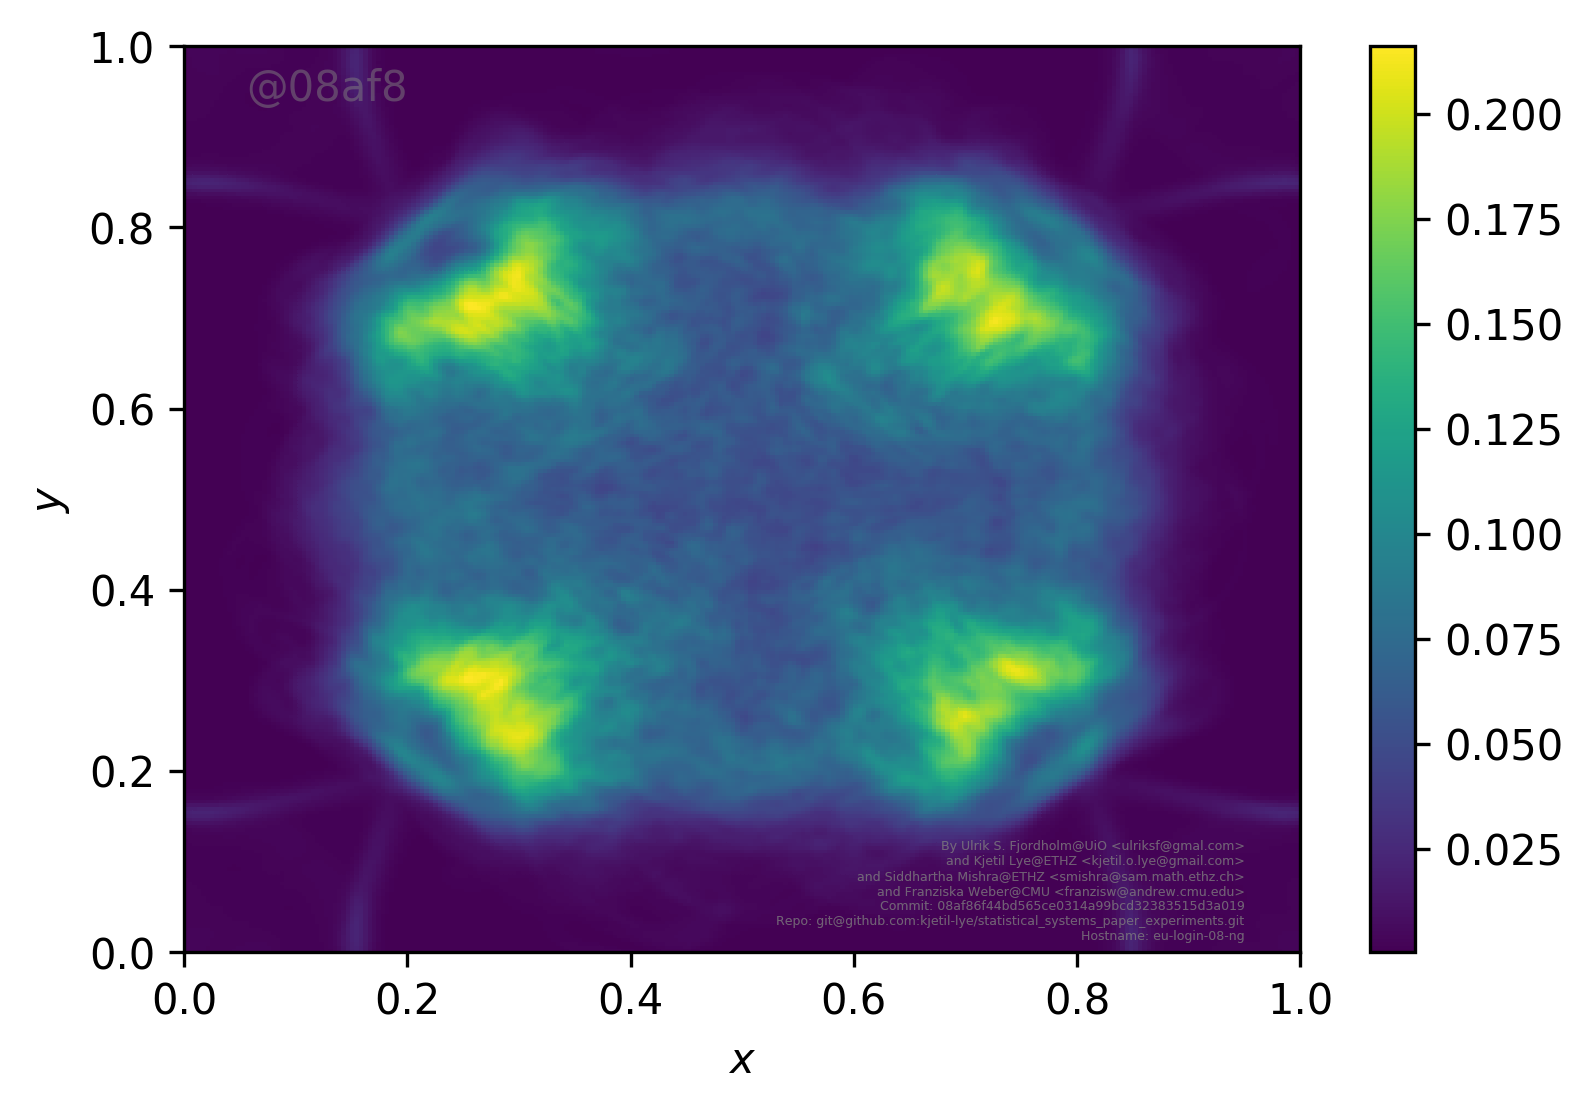 @08af8
1.0
0.8
0.6
0.4
0.2
0.0
y
0.0 0.2 0.4 0.6 0.8 1.0
x
0.200
0.175
0.150
0.125
0.100
0.075
0.050
0.025
By Ulrik S. Fjordholm@UiO <ulriksf@gmal.com>
and Kjetil Lye@ETHZ <kjetil.o.lye@gmail.com>
and Siddhartha Mishra@ETHZ <smishra@sam.math.ethz.ch>
and Franziska Weber@CMU <franzisw@andrew.cmu.edu>
Commit: 08af86f44bd565ce0314a99bcd32383515d3a019
Repo: git@github.com:kjetil-lye/statistical_systems_paper_experiments.git
Hostname: eu-login-08-ng